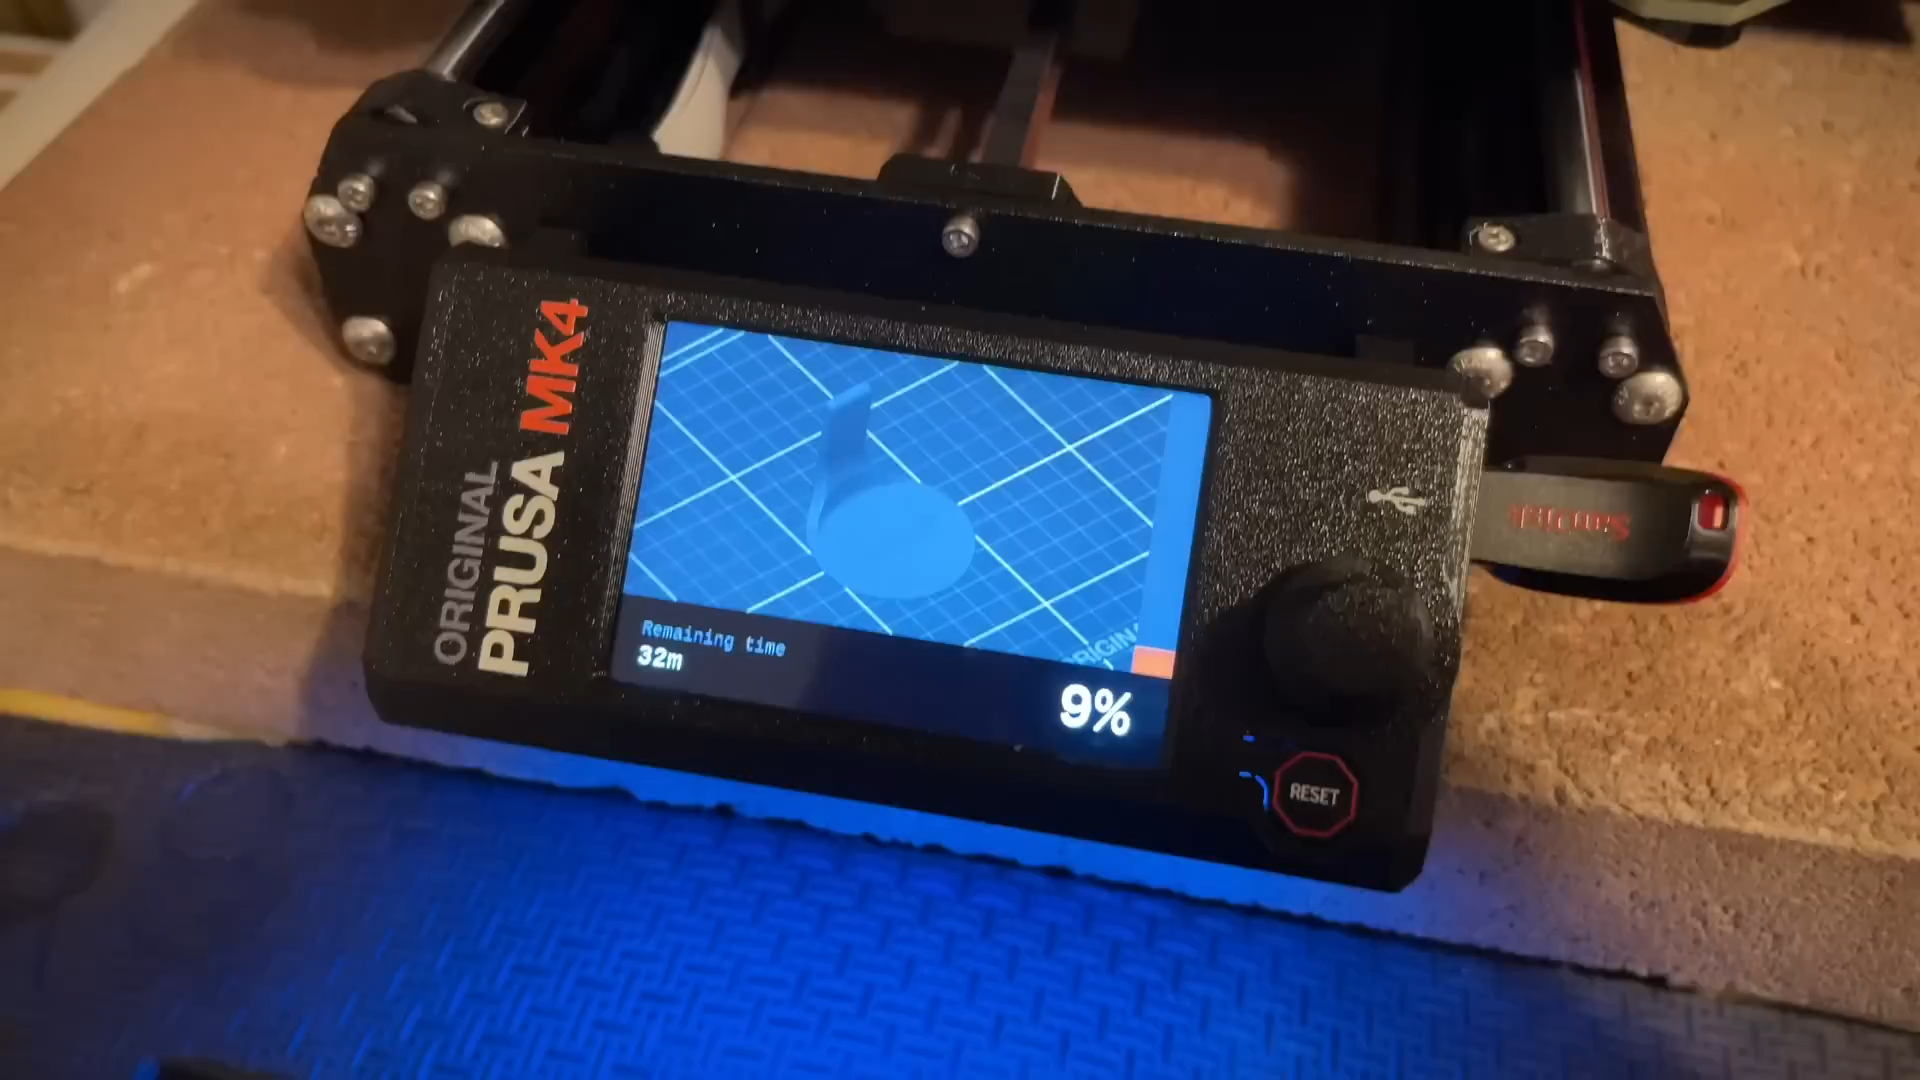 ORIGINAL
PRUSA MK4
Remaining time
32m
9%
RESET
SanDisk